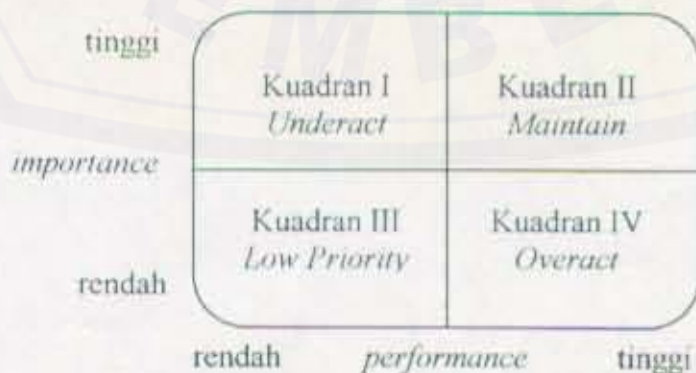 tinggi
Kuadran I
Underact
Kuadran II
Maintain
importance
Kuadran III
Low Priority
Kuadran IV
Overact
rendah
rendah performance tinggi